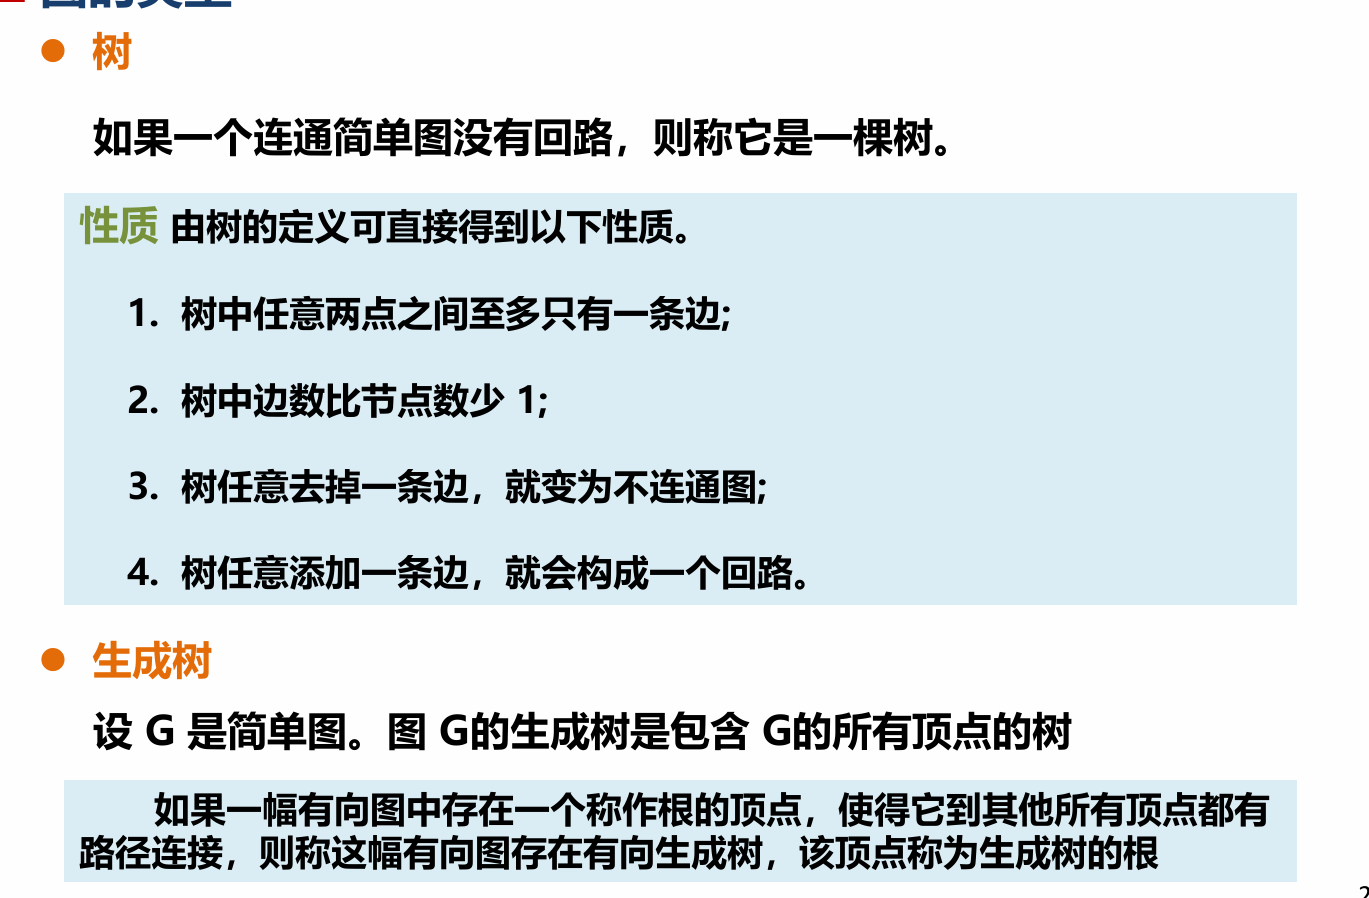 树
如果一个连通简单图没有回路，则称它是一棵树。
性质 由树的定义可直接得到以下性质。
1. 树中任意两点之间至多只有一条边;
2. 树中边数比节点数少 1;
3. 树任意去掉一条边，就变为不连通图;
4. 树任意添加一条边，就会构成一个回路。
生成树
设 G 是简单图。图 G的生成树是包含 G的所有顶点的树
如果一幅有向图中存在一个称作根的顶点，使得它到其他所有顶点都有
路径连接，则称这幅有向图存在有向生成树，该顶点称为生成树的根